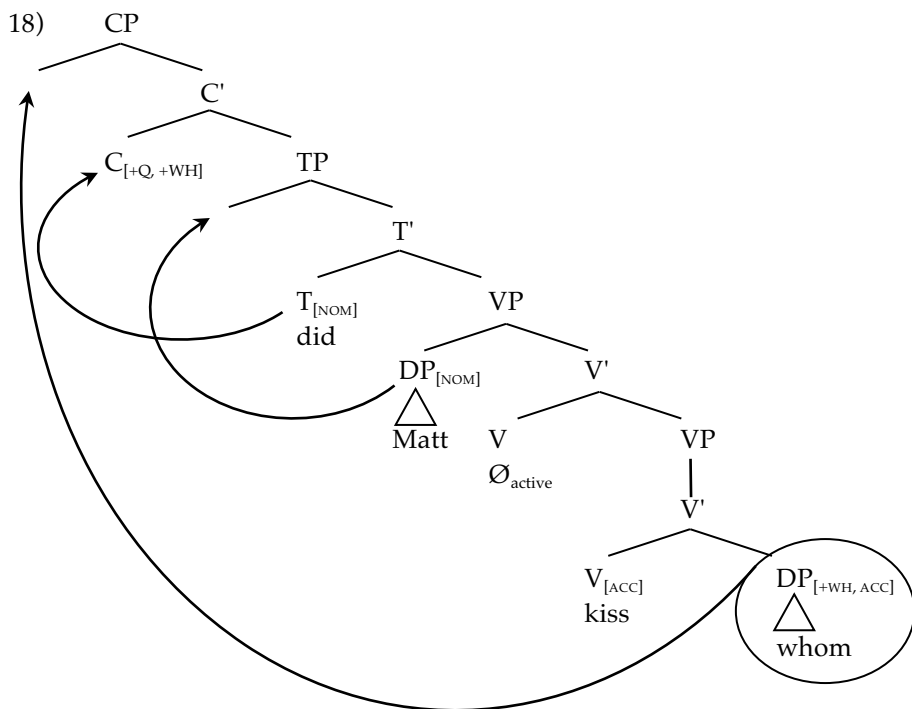 18) CP
C'
C[+Q, +WH] TP
T'
T[NOM] VP
did
DP[NOM] V'
Matt V VP
Øactive
V'
V[ACC] DP[+WH, ACC]
kiss
whom